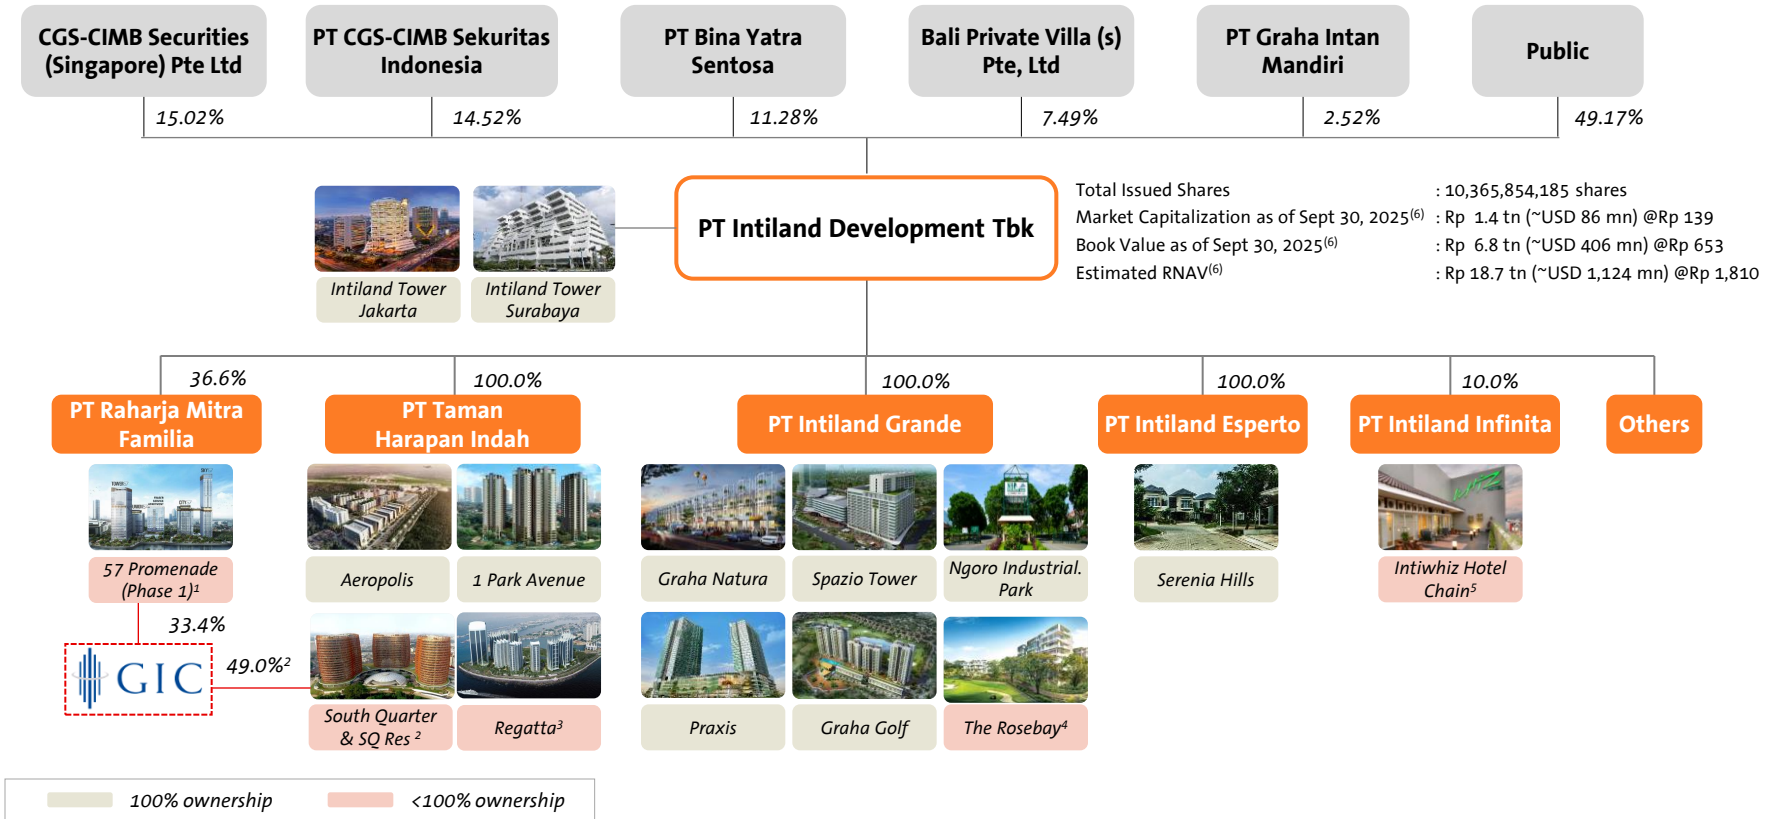 CGS-CIMB Securities
(Singapore) Pte Ltd
PT CGS-CIMB Sekuritas
Indonesia
PT Bina Yatra
Sentosa
Bali Private Villa (s)
Pte, Ltd
PT Graha Intan
Mandiri
Public
15.02%
14.52%
11.28%
7.49%
2.52%
49.17%
PT Intiland Development Tbk
Total Issued Shares : 10,365,854,185 shares
Market Capitalization as of Sept 30, 2025(6) : Rp 1.4 tn (~USD 86 mn) @Rp 139
Book Value as of Sept 30, 2025(6) : Rp 6.8 tn (~USD 406 mn) @Rp 653
Estimated RNAV(6) : Rp 18.7 tn (~USD 1,124 mn) @Rp 1,810
Intiland Tower
Jakarta
Intiland Tower
Surabaya
36.6%
100.0%
100.0%
100.0%
10.0%
PT Raharja Mitra
Familia
PT Taman
Harapan Indah
PT Intiland Grande
PT Intiland Esperto
PT Intiland Infinita
Others
57 Promenade
(Phase 1)1
Aeropolis
1 Park Avenue
Graha Natura
Spazio Tower
Ngoro Industrial.
Park
Serenia Hills
Intiwhiz Hotel
Chain5
33.4%
GIC
49.0%2
South Quarter
& SQ Res 2
Regatta3
Praxis
Graha Golf
The Rosebay4
100% ownership
<100% ownership